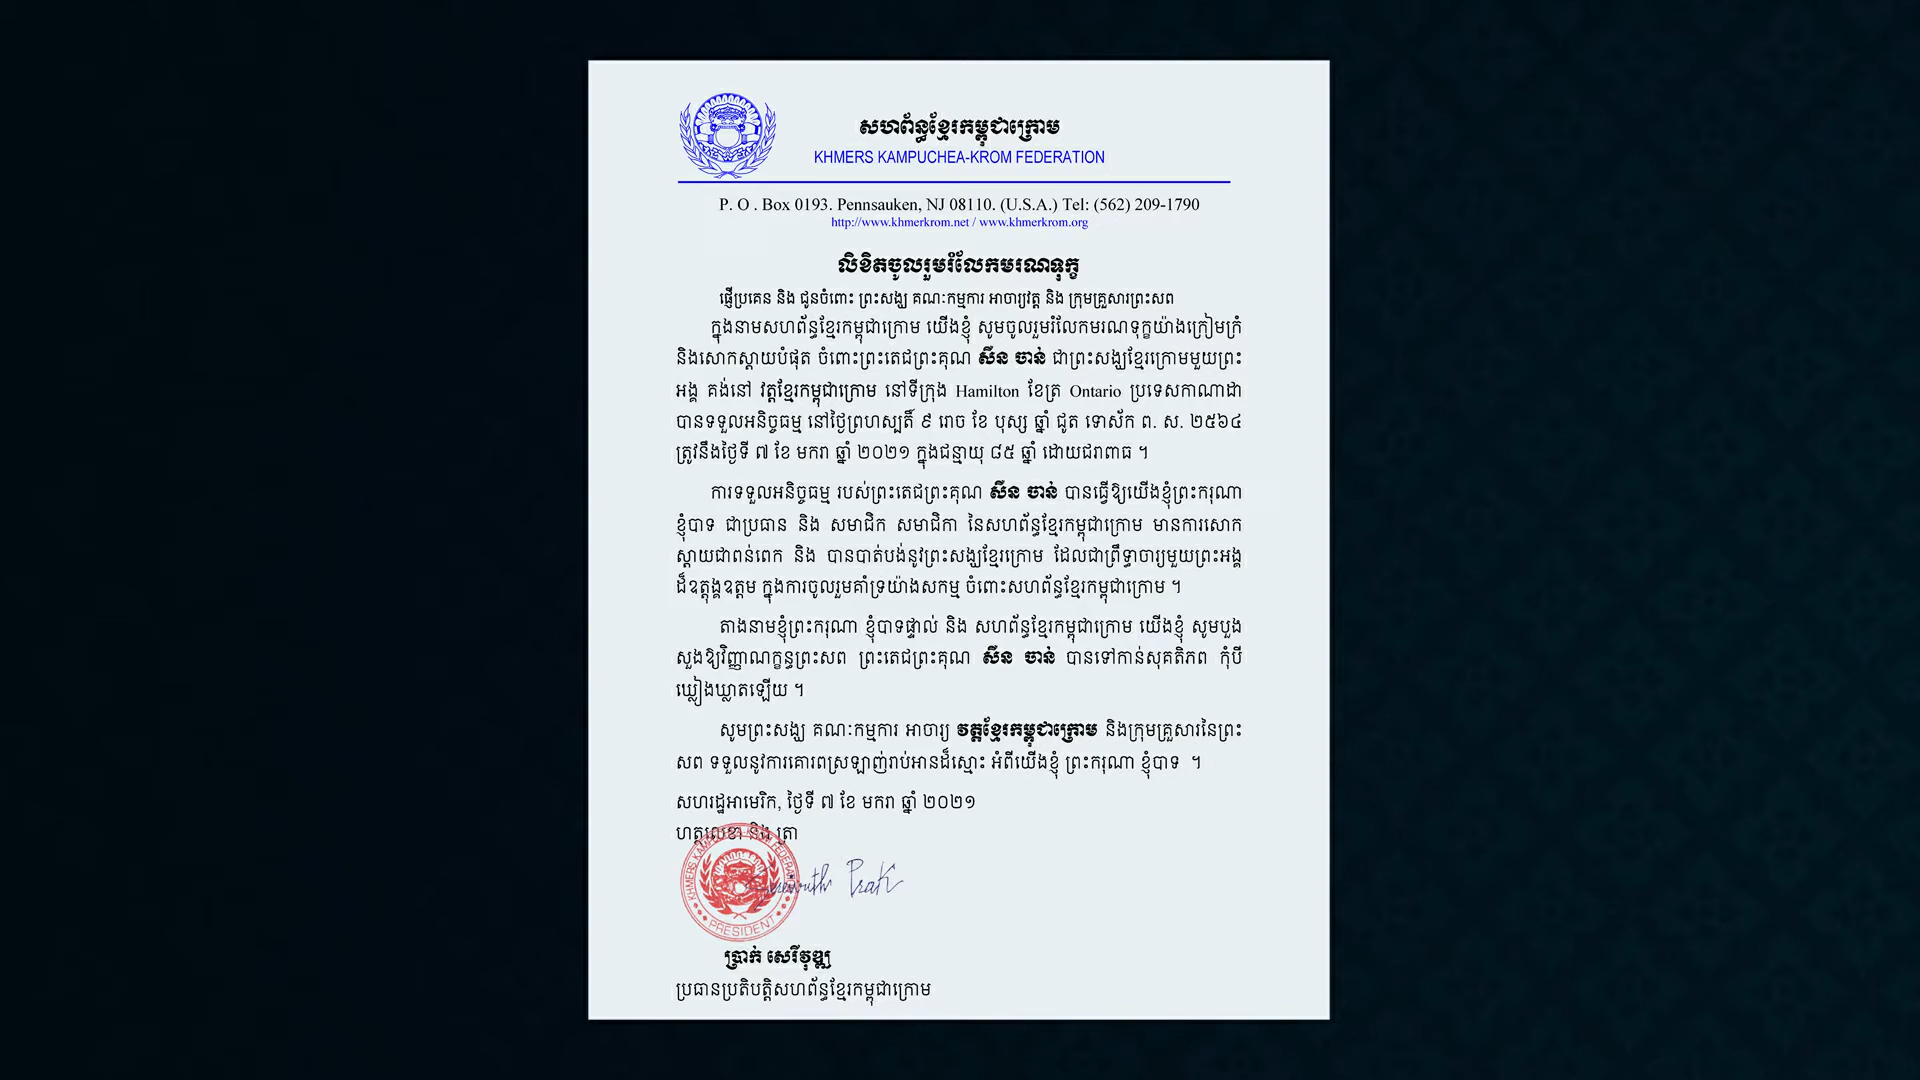 សហព័ន្ធខ្មែរកម្ពុជាក្រោម
KHMERS KAMPUCHEA-KROM FEDERATION
P. O . Box 0193. Pennsauken, NJ 08110. (U.S.A.) Tel: (562) 209-1790
http://www.khmerkrom.net / www.khmerkrom.org
លិខិតចូលរួមរំលែកមរណទុក្ខ
ផ្ញើប្រគេន និង ជូនចំពោះ ព្រះសង្ឃ គណៈកម្មការ អាចារ្យវត្ត និង ក្រុមគ្រួសារព្រះសព
ក្នុងនាមសហព័ន្ធខ្មែរកម្ពុជាក្រោម យើងខ្ញុំ សូមចូលរួមរំលែកមរណទុក្ខយ៉ាងក្រៀមក្រំ
និងសោកស្ដាយបំផុត ចំពោះព្រះតេជព្រះគុណ សឺន ចាន់ ជាព្រះសង្ឃខ្មែរក្រោមមួយព្រះ
អង្គ គង់នៅ វត្តខ្មែរកម្ពុជាក្រោម នៅទីក្រុង Hamilton ខែត្រ Ontario ប្រទេសកាណាដា
បានទទួលអនិច្ចធម្ម នៅថ្ងៃព្រហស្បតិ៍ ៩ រោច ខែ បុស្ស ឆ្នាំ ជូត ទោស័ក ព. ស. ២៥៦៤
ត្រូវនឹងថ្ងៃទី ៧ ខែ មករា ឆ្នាំ ២០២១ ក្នុងជន្មាយុ ៨៥ ឆ្នាំ ដោយជរាពាធ ។
ការទទួលអនិច្ចធម្ម របស់ព្រះតេជព្រះគុណ សឺន ចាន់ បានធ្វើឱ្យយើងខ្ញុំព្រះករុណា
ខ្ញុំបាទ ជាប្រធាន និង សមាជិក សមាជិកា នៃសហព័ន្ធខ្មែរកម្ពុជាក្រោម មានការសោក
ស្ដាយជាពន់ពេក និង បានបាត់បង់នូវព្រះសង្ឃខ្មែរក្រោម ដែលជាព្រឹទ្ធាចារ្យមួយព្រះអង្គ
ដ៏ឧត្តុង្គឧត្តម ក្នុងការចូលរួមគាំទ្រយ៉ាងសកម្ម ចំពោះសហព័ន្ធខ្មែរកម្ពុជាក្រោម ។
តាងនាមខ្ញុំព្រះករុណា ខ្ញុំបាទផ្ទាល់ និង សហព័ន្ធខ្មែរកម្ពុជាក្រោម យើងខ្ញុំ សូមបួង
សួងឱ្យវិញ្ញាណក្ខន្ធព្រះសព ព្រះតេជព្រះគុណ សឺន ចាន់ បានទៅកាន់សុគតិភព កុំបី
ឃ្លៀងឃ្លាតឡើយ ។
សូមព្រះសង្ឃ គណៈកម្មការ អាចារ្យ វត្តខ្មែរកម្ពុជាក្រោម និងក្រុមគ្រួសារនៃព្រះ
សព ទទួលនូវការគោរពស្រឡាញ់រាប់អានដ៏ស្មោះ អំពីយើងខ្ញុំ ព្រះករុណា ខ្ញុំបាទ ។
សហរដ្ឋអាមេរិក, ថ្ងៃទី ៧ ខែ មករា ឆ្នាំ ២០២១
ហត្ថលេខា និង ត្រា
KHMERS KAMPUCHEA-KROM FEDERATION
PRESIDENT
Prak
ប្រាក់ សេរីវុឌ្ឍ
ប្រធានប្រតិបត្តិសហព័ន្ធខ្មែរកម្ពុជាក្រោម